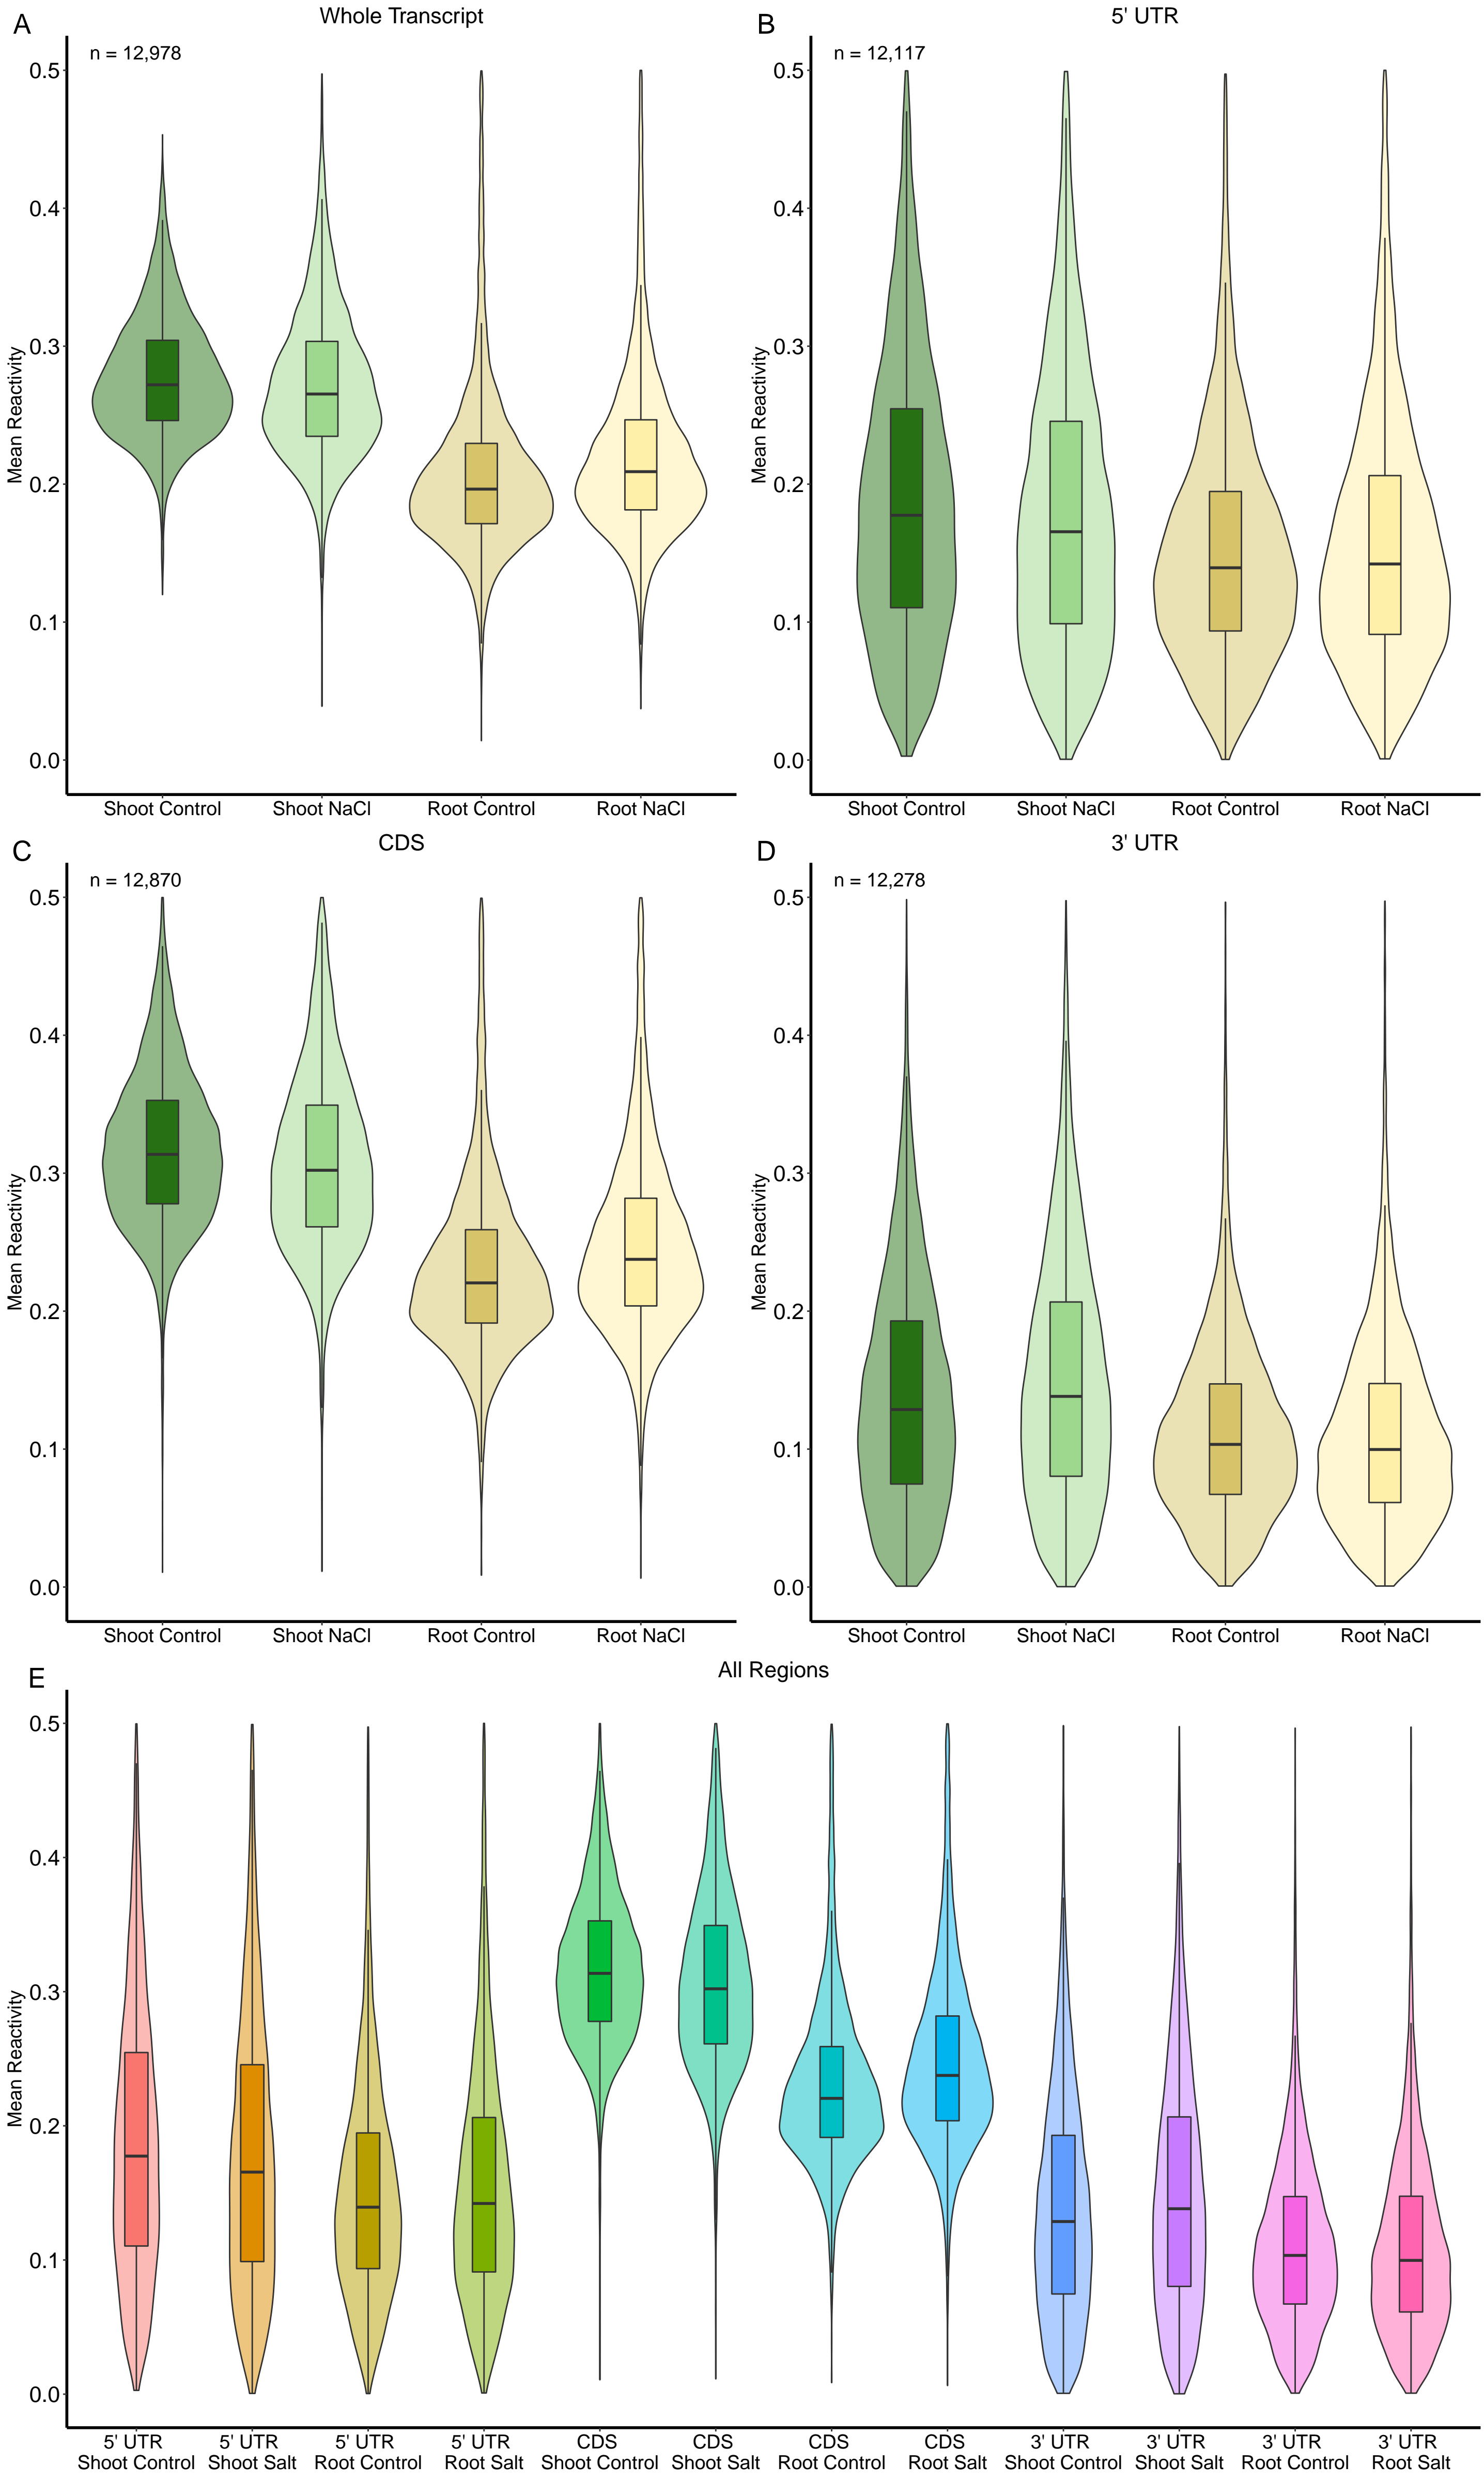 A
Whole Transcript
n = 12,978
Mean Reactivity
0.5
0.4
0.3
0.2
0.1
0.0
Shoot Control
Shoot NaCl
Root Control
Root NaCl
B
5' UTR
n = 12,117
Mean Reactivity
0.5
0.4
0.3
0.2
0.1
0.0
Shoot Control
Shoot NaCl
Root Control
Root NaCl
C
CDS
n = 12,870
Mean Reactivity
0.5
0.4
0.3
0.2
0.1
0.0
Shoot Control
Shoot NaCl
Root Control
Root NaCl
D
3' UTR
n = 12,278
Mean Reactivity
0.5
0.4
0.3
0.2
0.1
0.0
Shoot Control
Shoot NaCl
Root Control
Root NaCl
E
All Regions
Mean Reactivity
0.5
0.4
0.3
0.2
0.1
0.0
5' UTR
Shoot Control
5' UTR
Shoot Salt
5' UTR
Root Control
5' UTR
Root Salt
CDS
Shoot Control
CDS
Shoot Salt
CDS
Root Control
CDS
Root Salt
3' UTR
Shoot Control
3' UTR
Shoot Salt
3' UTR
Root Control
3' UTR
Root Salt